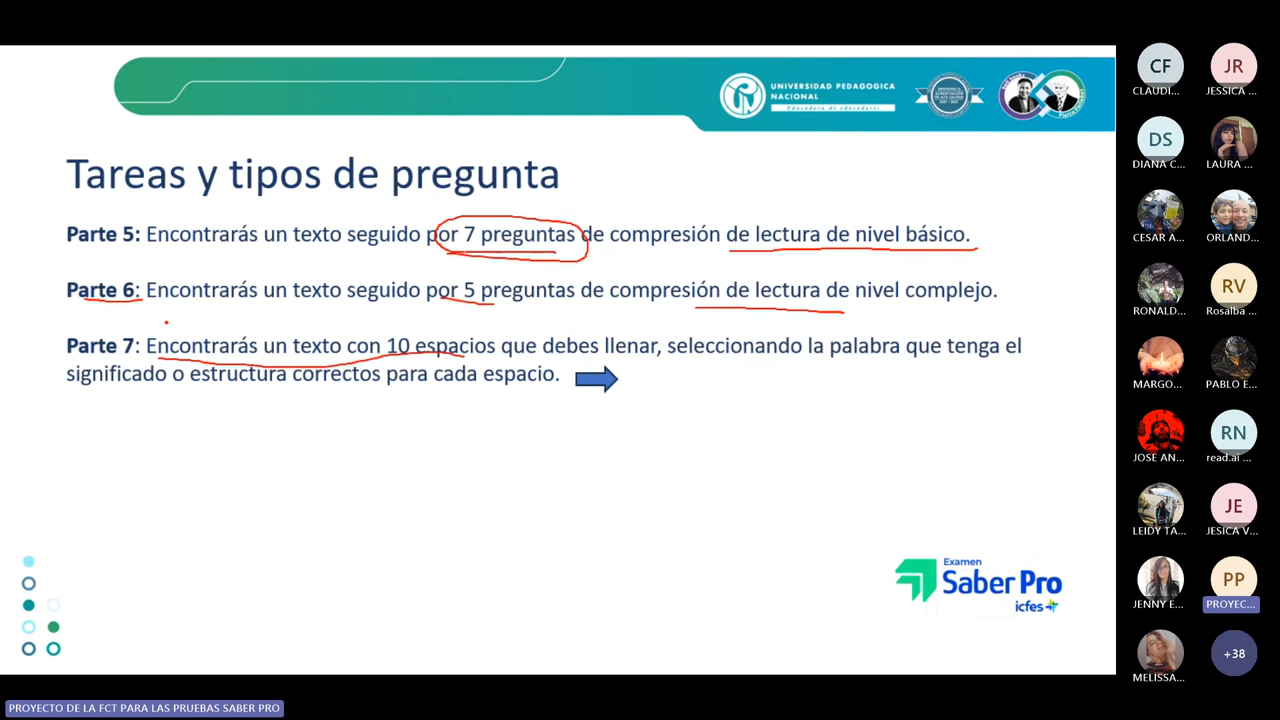 UNIVERSIDAD PEDAGOGICA
NACIONAL
Educadora de educadores
Tareas y tipos de pregunta
Parte 5: Encontrarás un texto seguido por 7 preguntas de compresión de lectura de nivel básico.
Parte 6: Encontrarás un texto seguido por 5 preguntas de compresión de lectura de nivel complejo.
Parte 7: Encontrarás un texto con 10 espacios que debes llenar, seleccionando la palabra que tenga el
significado o estructura correctos para cada espacio.
Examen
Saber Pro
icfes
CF
CLAUDI...
JR
JESSICA ...
DS
DIANA C...
LAURA ...
CESAR A...
ORLAND...
RONALD...
RV
Rosalba ...
MARGO...
PABLO E...
JOSE AN...
RN
read.ai ...
LEIDY TA...
JE
JESICA V...
JENNY E...
PP
PROYEC...
MELISSA...
+38
PROYECTO DE LA FCT PARA LAS PRUEBAS SABER PRO